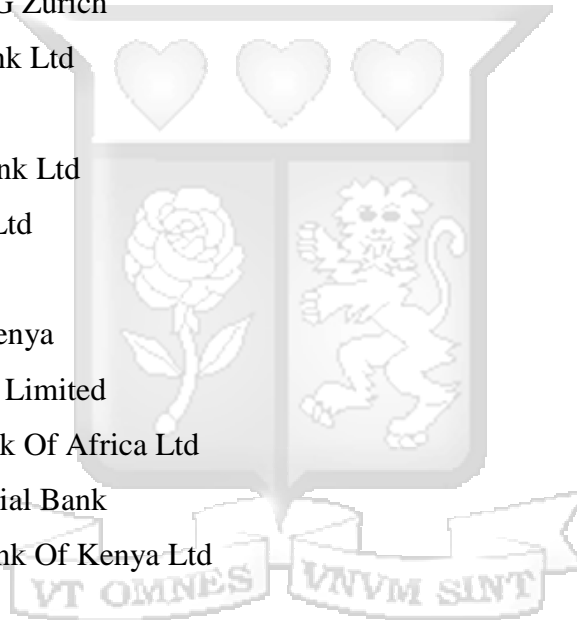 G Zurich
nk Ltd
nk Ltd
Ltd
enya
Limited
k Of Africa Ltd
ial Bank
nk Of Kenya Ltd
VT OMNES VNVM SINT